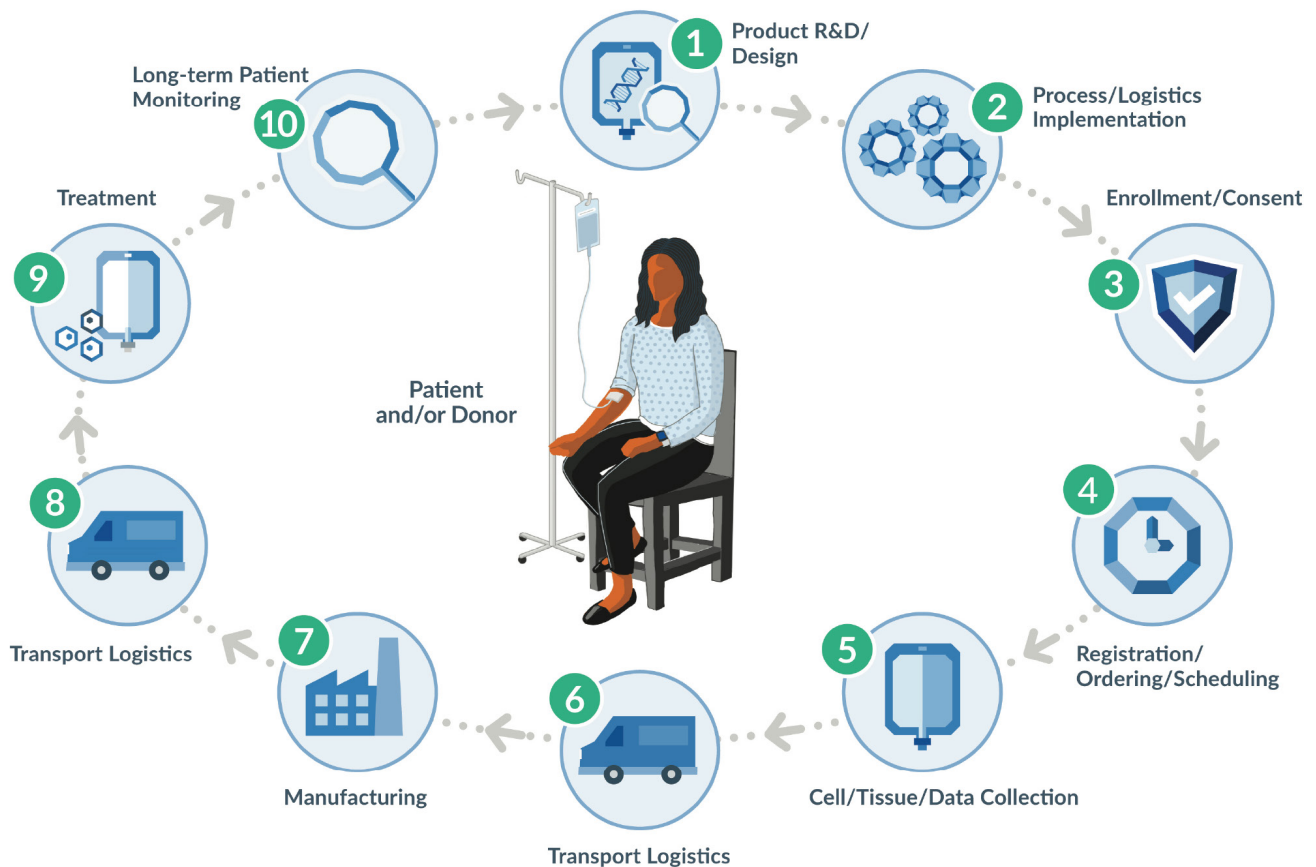 1
Product R&D/
Design
2
Process/Logistics
Implementation
Enrollment/Consent
3
4
Registration/
Ordering/Scheduling
5
Cell/Tissue/Data Collection
6
Transport Logistics
7
Manufacturing
8
Transport Logistics
Treatment
9
Long-term Patient
Monitoring
10
Patient
and/or Donor